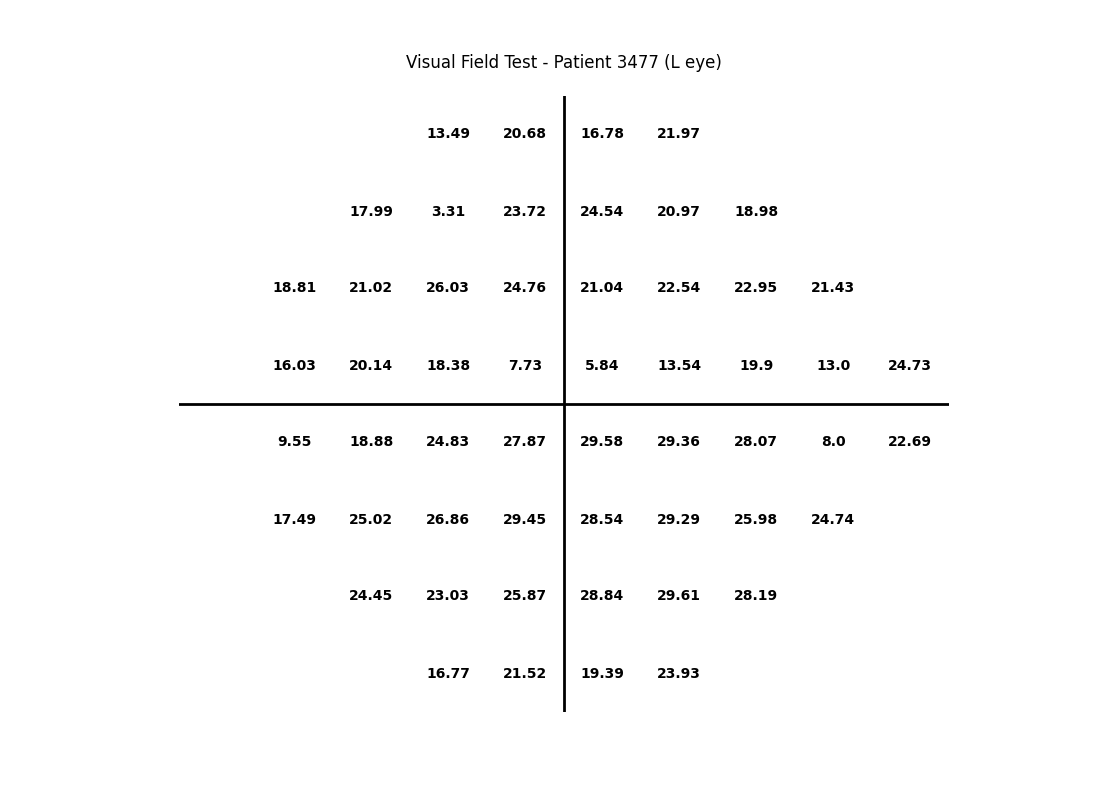 Visual Field Test - Patient 3477 (L eye)
13.49 20.68 16.78 21.97
17.99 3.31 23.72 24.54 20.97 18.98
18.81 21.02 26.03 24.76 21.04 22.54 22.95 21.43
16.03 20.14 18.38 7.73 5.84 13.54 19.9 13.0 24.73
9.55 18.88 24.83 27.87 29.58 29.36 28.07 8.0 22.69
17.49 25.02 26.86 29.45 28.54 29.29 25.98 24.74
24.45 23.03 25.87 28.84 29.61 28.19
16.77 21.52 19.39 23.93